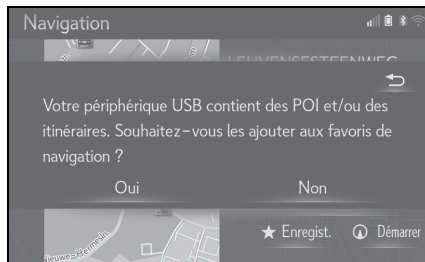 Navigation
LEUVENSESTEENWEG
Votre périphérique USB contient des POI et/ou des
itinéraires. Souhaitez-vous les ajouter aux favoris de
navigation ?
Oui Non
★ Enregist. Démarrer